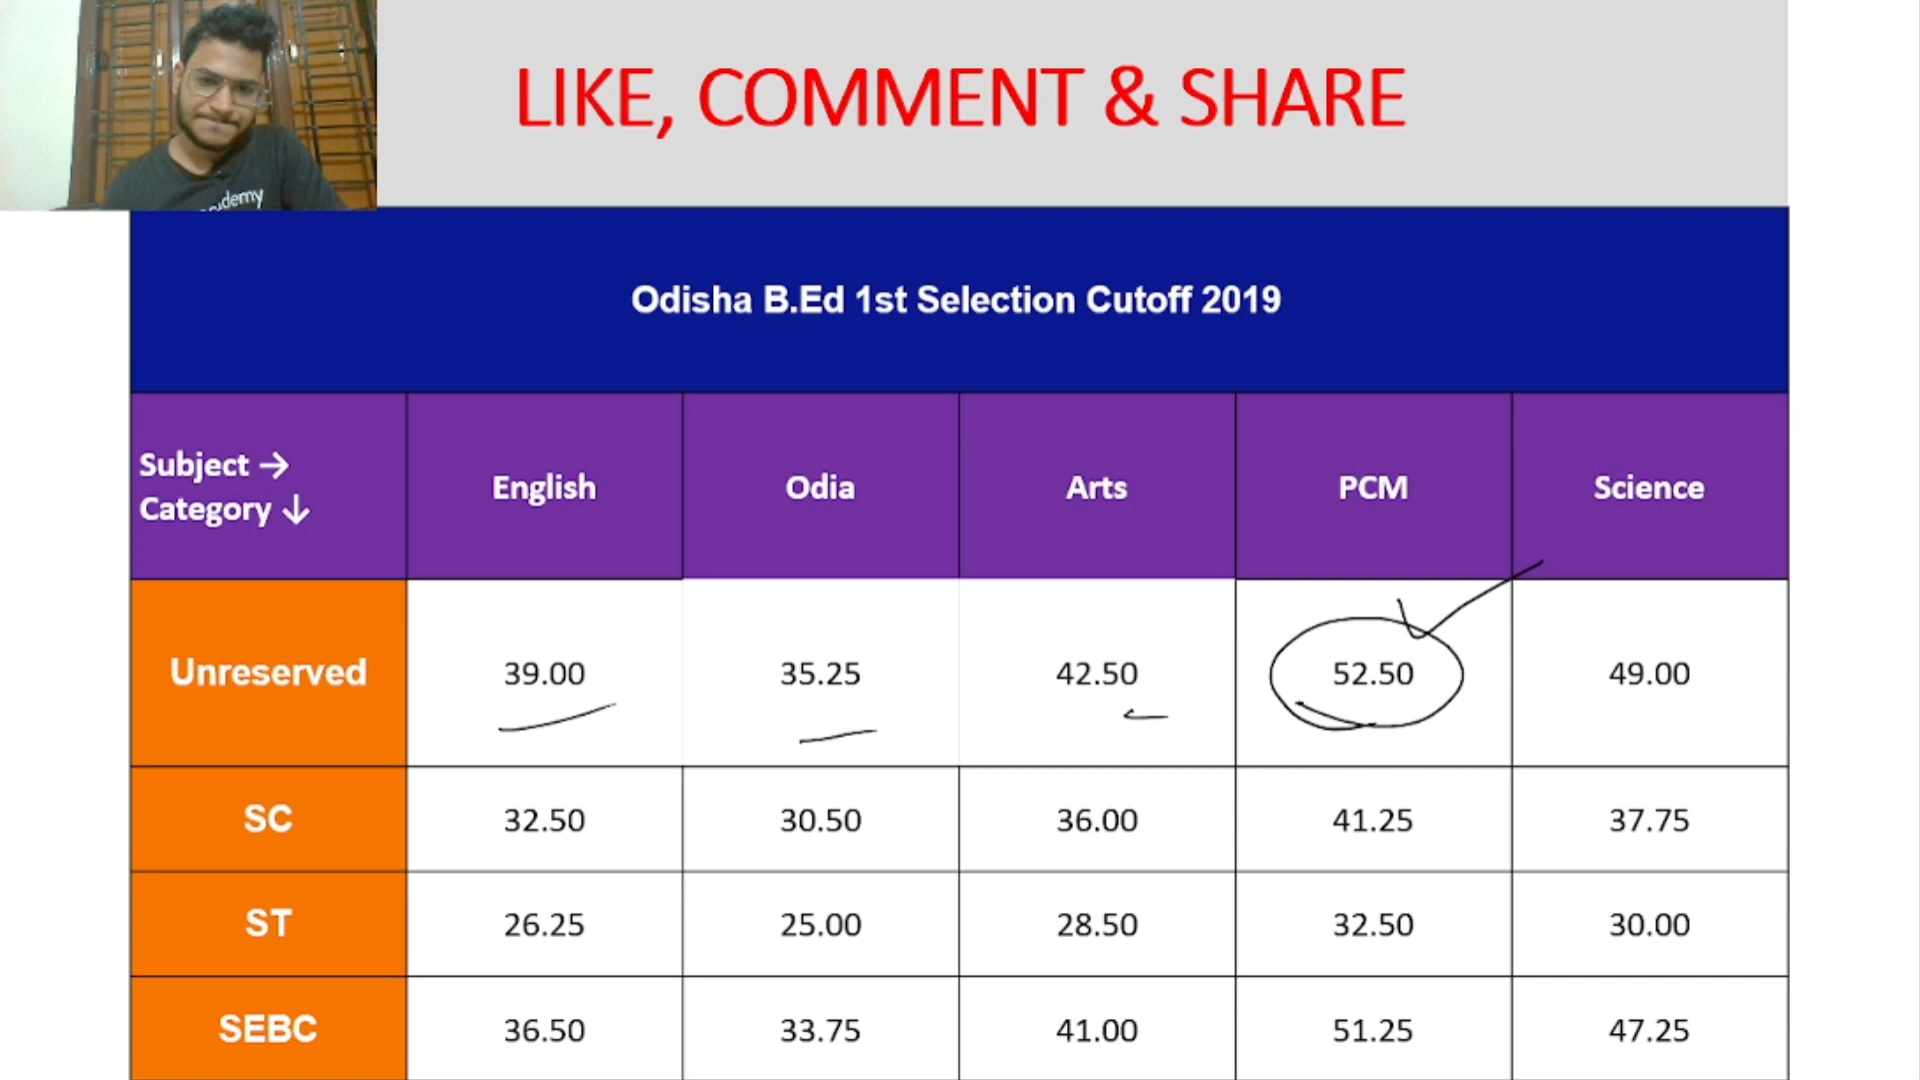 LIKE, COMMENT & SHARE
demy
Odisha B.Ed 1st Selection Cutoff 2019
Subject →
Category ↓
English
Odia
Arts
PCM
Science
Unreserved
39.00
35.25
42.50
52.50
49.00
SC
32.50
30.50
36.00
41.25
37.75
ST
26.25
25.00
28.50
32.50
30.00
SEBC
36.50
33.75
41.00
51.25
47.25